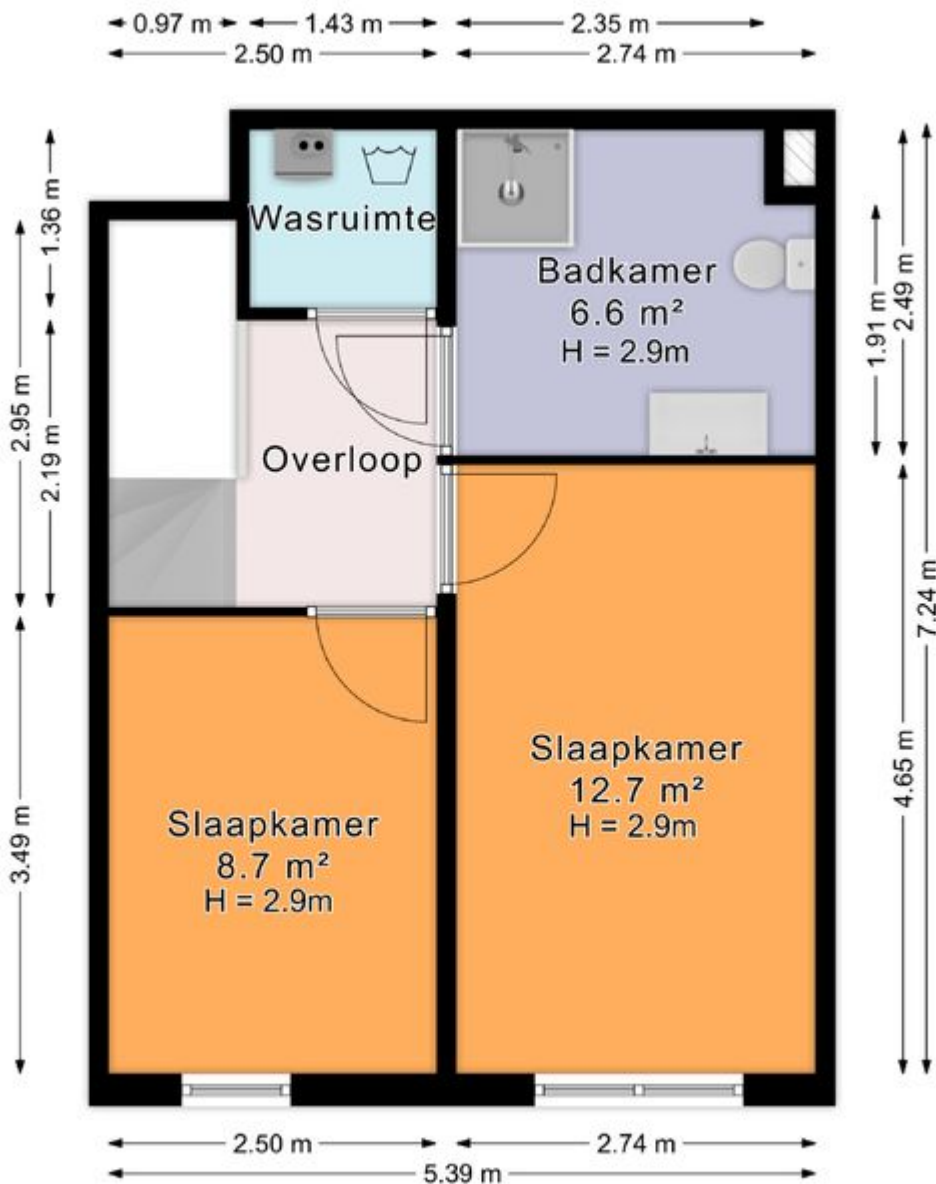 0.97 m 1.43 m 2.35 m
2.50 m 2.74 m
1.36 m
2.95 m
2.19 m
Wasruimte
Badkamer
6.6 m²
H = 2.9m
1.91 m
2.49 m
Overloop
7.24 m
Slaapkamer
12.7 m²
H = 2.9m
4.65 m
Slaapkamer
8.7 m²
H = 2.9m
3.49 m
2.50 m 2.74 m
5.39 m